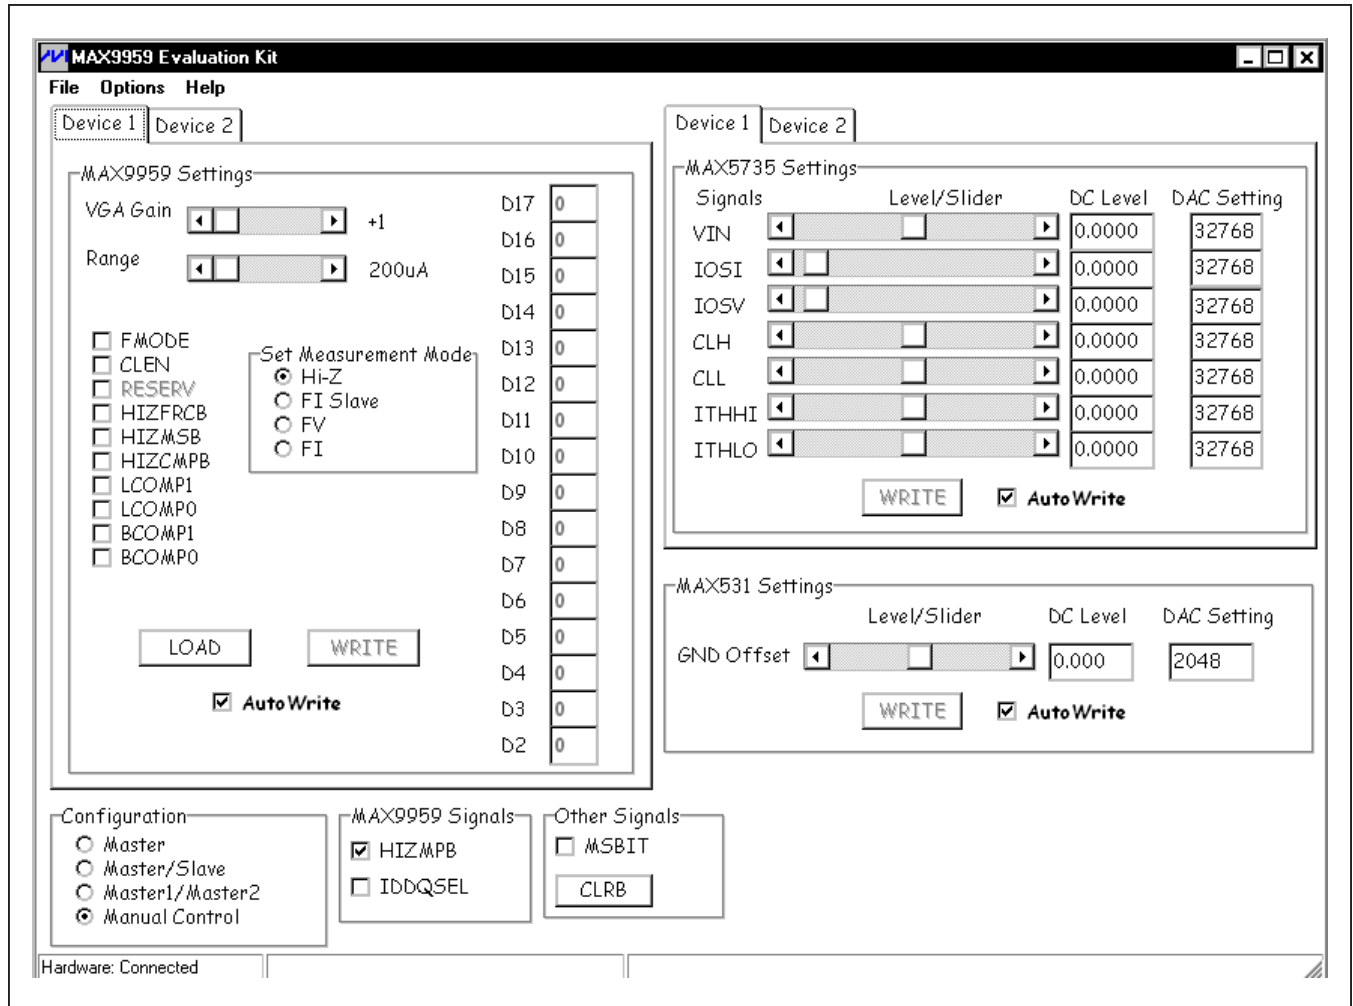 MAX9959 Evaluation Kit
File Options Help
Device 1 Device 2
MAX9959 Settings
VGA Gain +1
Range 200uA
FMODE
CLEN
RESERV
HIZFRCB
HIZMSB
HIZCMPB
LCOMP1
LCOMP0
BCOMP1
BCOMP0
Set Measurement Mode
Hi-Z
FI Slave
FV
FI
D17 0
D16 0
D15 0
D14 0
D13 0
D12 0
D11 0
D10 0
D9 0
D8 0
D7 0
D6 0
D5 0
D4 0
D3 0
D2 0
LOAD WRITE
AutoWrite
Device 1 Device 2
MAX5735 Settings
Signals Level/Slider DC Level DAC Setting
VIN 0.0000 32768
IOSI 0.0000 32768
IOSV 0.0000 32768
CLH 0.0000 32768
CLL 0.0000 32768
ITHHI 0.0000 32768
ITHLO 0.0000 32768
WRITE AutoWrite
MAX531 Settings
Level/Slider DC Level DAC Setting
GND Offset 0.000 2048
WRITE AutoWrite
Configuration
Master
Master/Slave
Master1/Master2
Manual Control
MAX9959 Signals
HIZMPB
IDDQSEL
Other Signals
MSBIT
CLRB
Hardware: Connected